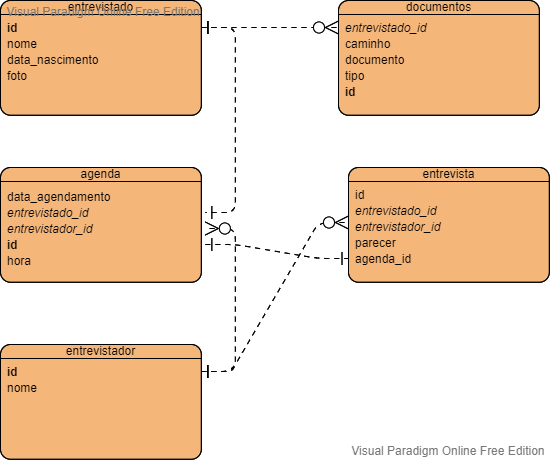 entrevistado
Visual Paradigm Online Free Edition
id
nome
data_nascimento
foto
documentos
entrevistado_id
caminho
documento
tipo
id
agenda
data_agendamento
entrevistado_id
entrevistador_id
id
hora
entrevista
id
entrevistado_id
entrevistador_id
parecer
agenda_id
entrevistador
id
nome
Visual Paradigm Online Free Edition